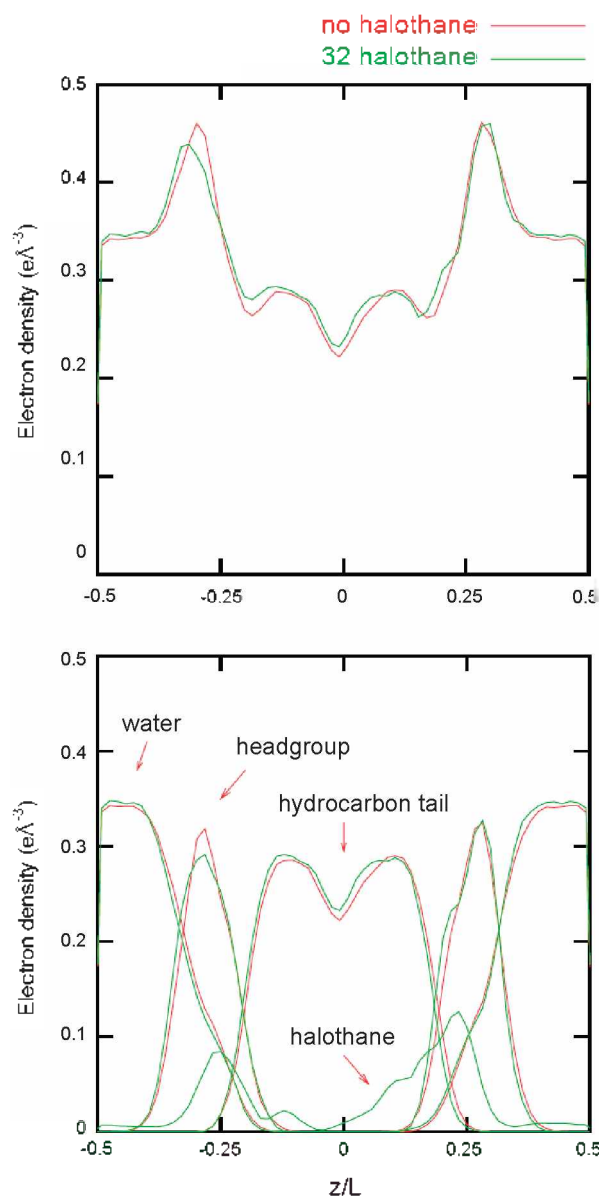 no halothane
32 halothane
0.5
0.4
0.3
0.2
0.1
0
Electron density (eÅ⁻³)
-0.5 -0.25 0 0.25 0.5
0.5
0.4
0.3
0.2
0.1
0
Electron density (eÅ⁻³)
water
headgroup
hydrocarbon tail
halothane
-0.5 -0.25 0 0.25 0.5
z/L